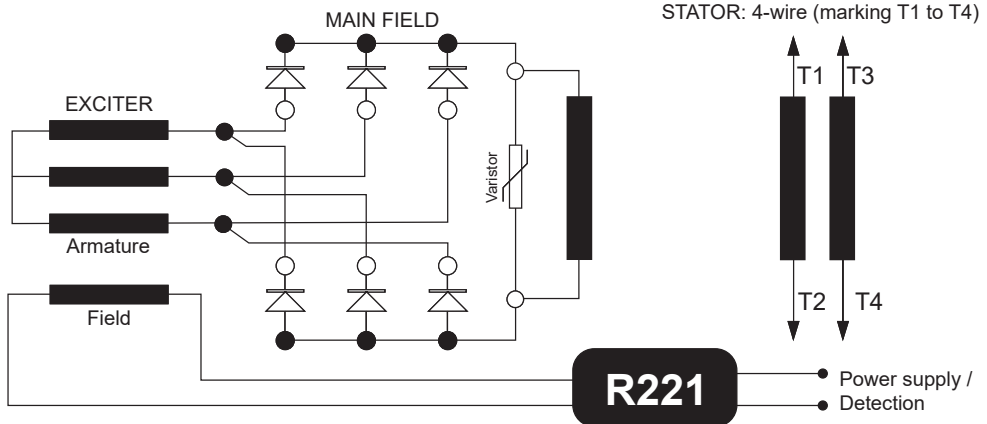 MAIN FIELD
STATOR: 4-wire (marking T1 to T4)
T1
T3
EXCITER
Varistor
Armature
Field
T2
T4
R221
Power supply /
Detection